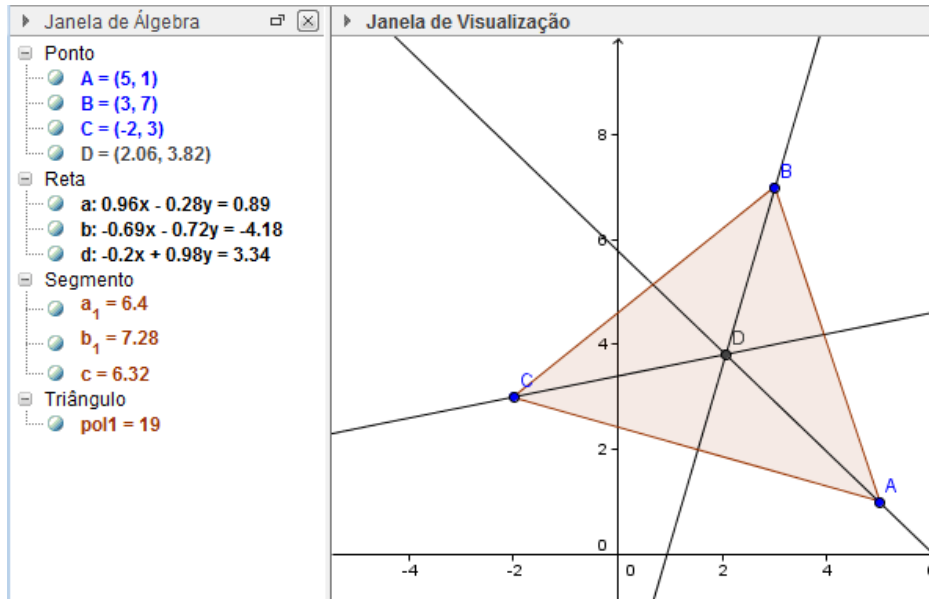 Janela de Álgebra
Ponto
A = (5, 1)
B = (3, 7)
C = (-2, 3)
D = (2.06, 3.82)
Reta
a: 0.96x - 0.28y = 0.89
b: -0.69x - 0.72y = -4.18
d: -0.2x + 0.98y = 3.34
Segmento
a₁ = 6.4
b₁ = 7.28
c = 6.32
Triângulo
pol1 = 19
Janela de Visualização
8
B
6
4
D
C
2
A
0
-4
-2
0
2
4
6